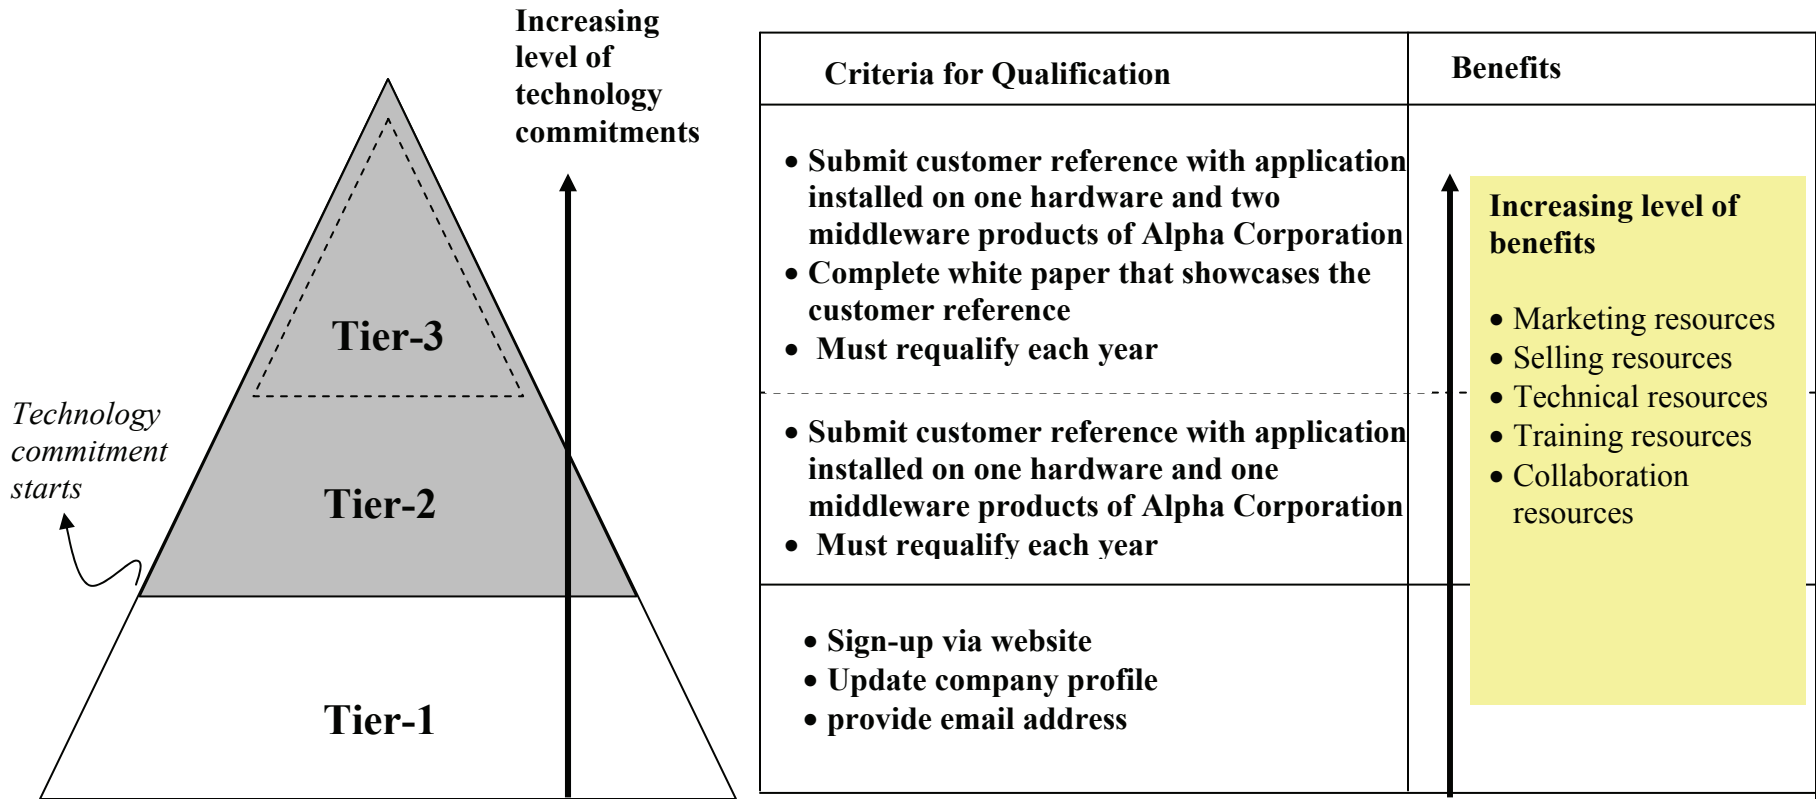 Increasing
level of
technology
commitments
Tier-3
Technology
commitment
starts
Tier-2
Tier-1
Criteria for Qualification
Benefits
• Submit customer reference with application
installed on one hardware and two
middleware products of Alpha Corporation
• Complete white paper that showcases the
customer reference
• Must requalify each year
• Submit customer reference with application
installed on one hardware and one
middleware products of Alpha Corporation
• Must requalify each year
• Sign-up via website
• Update company profile
• provide email address
Increasing level of
benefits
• Marketing resources
• Selling resources
• Technical resources
• Training resources
• Collaboration
resources